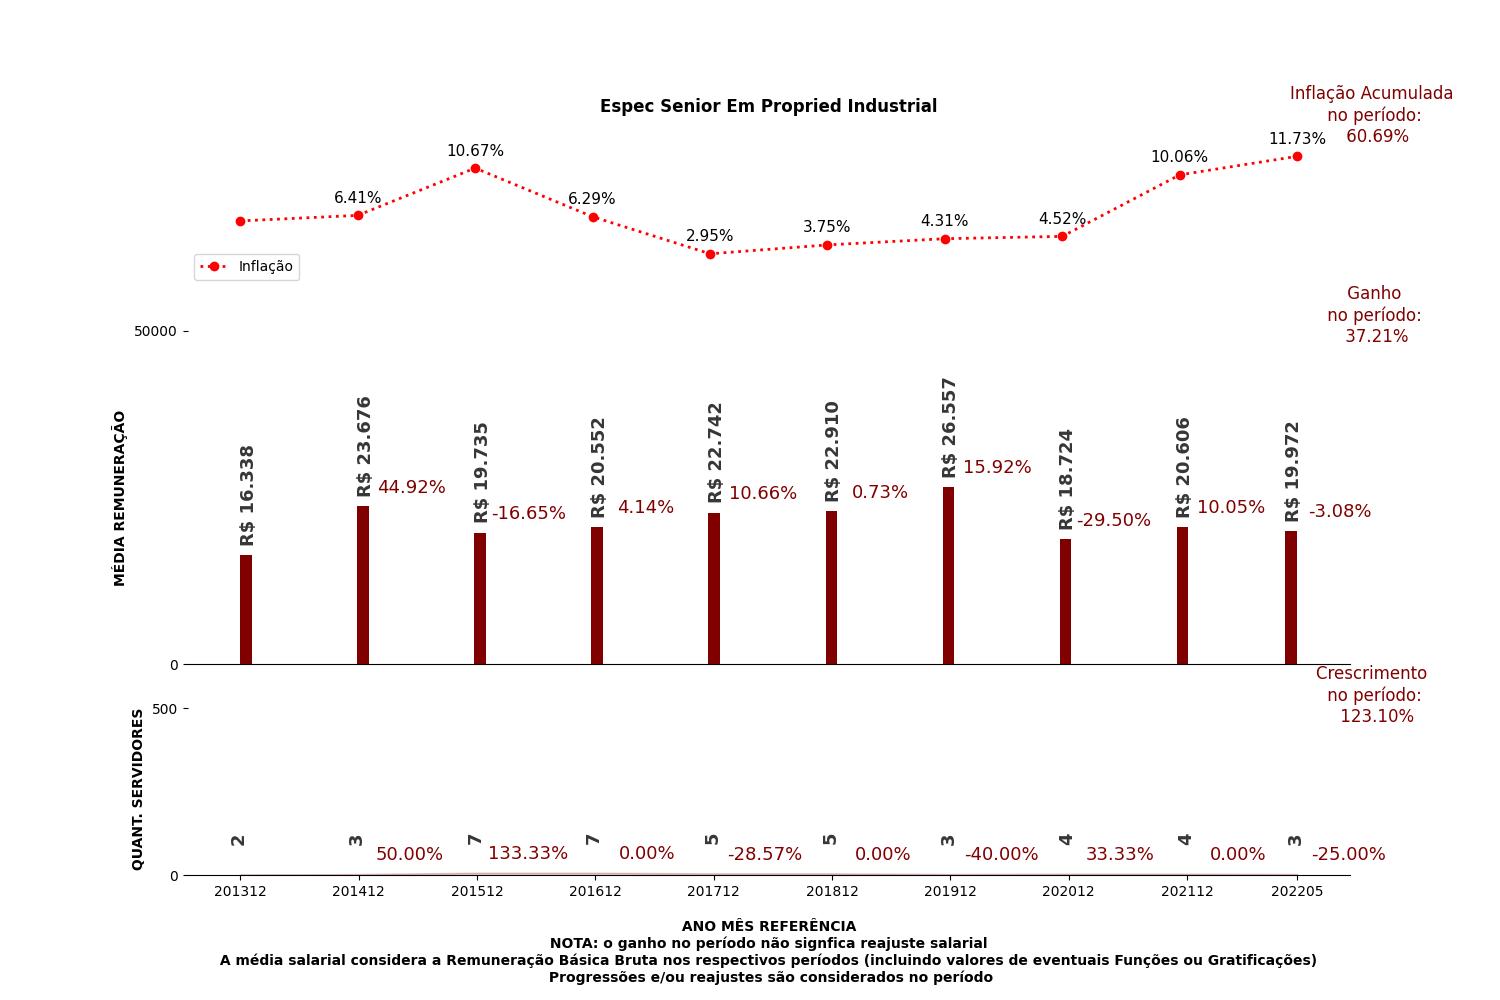 Espec Senior Em Propried Industrial
Inflação Acumulada
no período:
60.69%
6.41%
10.67%
6.29%
2.95%
3.75%
4.31%
4.52%
10.06%
11.73%
Inflação
Ganho
no período:
37.21%
MÉDIA REMUNERAÇÃO
50000
0
R$ 16.338
R$ 23.676
R$ 19.735
R$ 20.552
R$ 22.742
R$ 22.910
R$ 26.557
R$ 18.724
R$ 20.606
R$ 19.972
44.92%
-16.65%
4.14%
10.66%
0.73%
15.92%
-29.50%
10.05%
-3.08%
Crescrimento
no período:
123.10%
QUANT. SERVIDORES
500
0
2
3
7
7
5
5
3
4
4
3
50.00%
133.33%
0.00%
-28.57%
0.00%
-40.00%
33.33%
0.00%
-25.00%
201312
201412
201512
201612
201712
201812
201912
202012
202112
202205
ANO MÊS REFERÊNCIA
NOTA: o ganho no período não signfica reajuste salarial
A média salarial considera a Remuneração Básica Bruta nos respectivos períodos (incluindo valores de eventuais Funções ou Gratificações)
Progressões e/ou reajustes são considerados no período